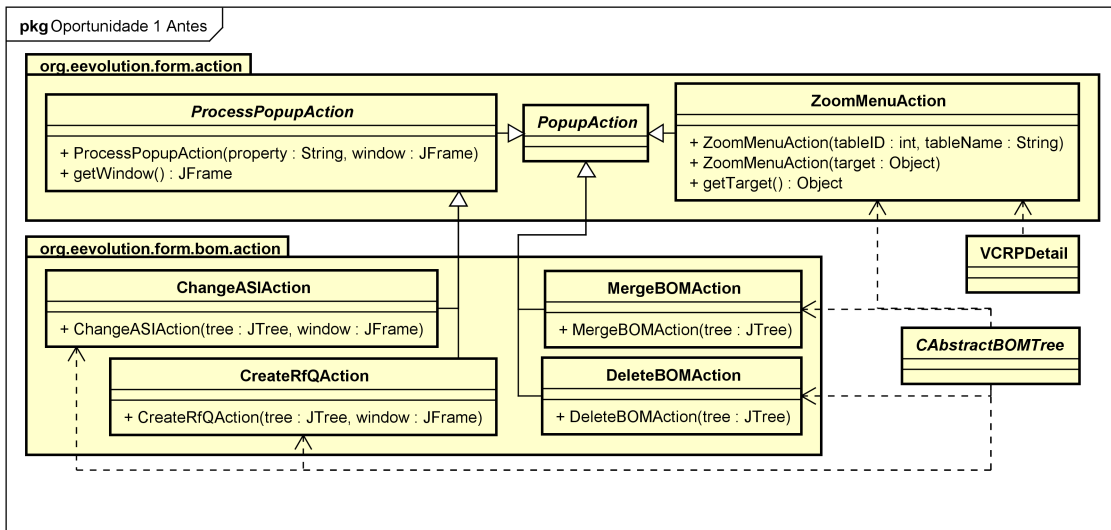 pkg Oportunidade 1 Antes
org.eevolution.form.action
ProcessPopupAction
+ ProcessPopupAction(property : String, window : JFrame)
+ getWindow() : JFrame
PopupAction
ZoomMenuAction
+ ZoomMenuAction(tableID : int, tableName : String)
+ ZoomMenuAction(target : Object)
+ getTarget() : Object
org.eevolution.form.bom.action
ChangeASIAction
+ ChangeASIAction(tree : JTree, window : JFrame)
CreateRfQAction
+ CreateRfQAction(tree : JTree, window : JFrame)
MergeBOMAction
+ MergeBOMAction(tree : JTree)
DeleteBOMAction
+ DeleteBOMAction(tree : JTree)
VCRPDetail
CAbstractBOMTree